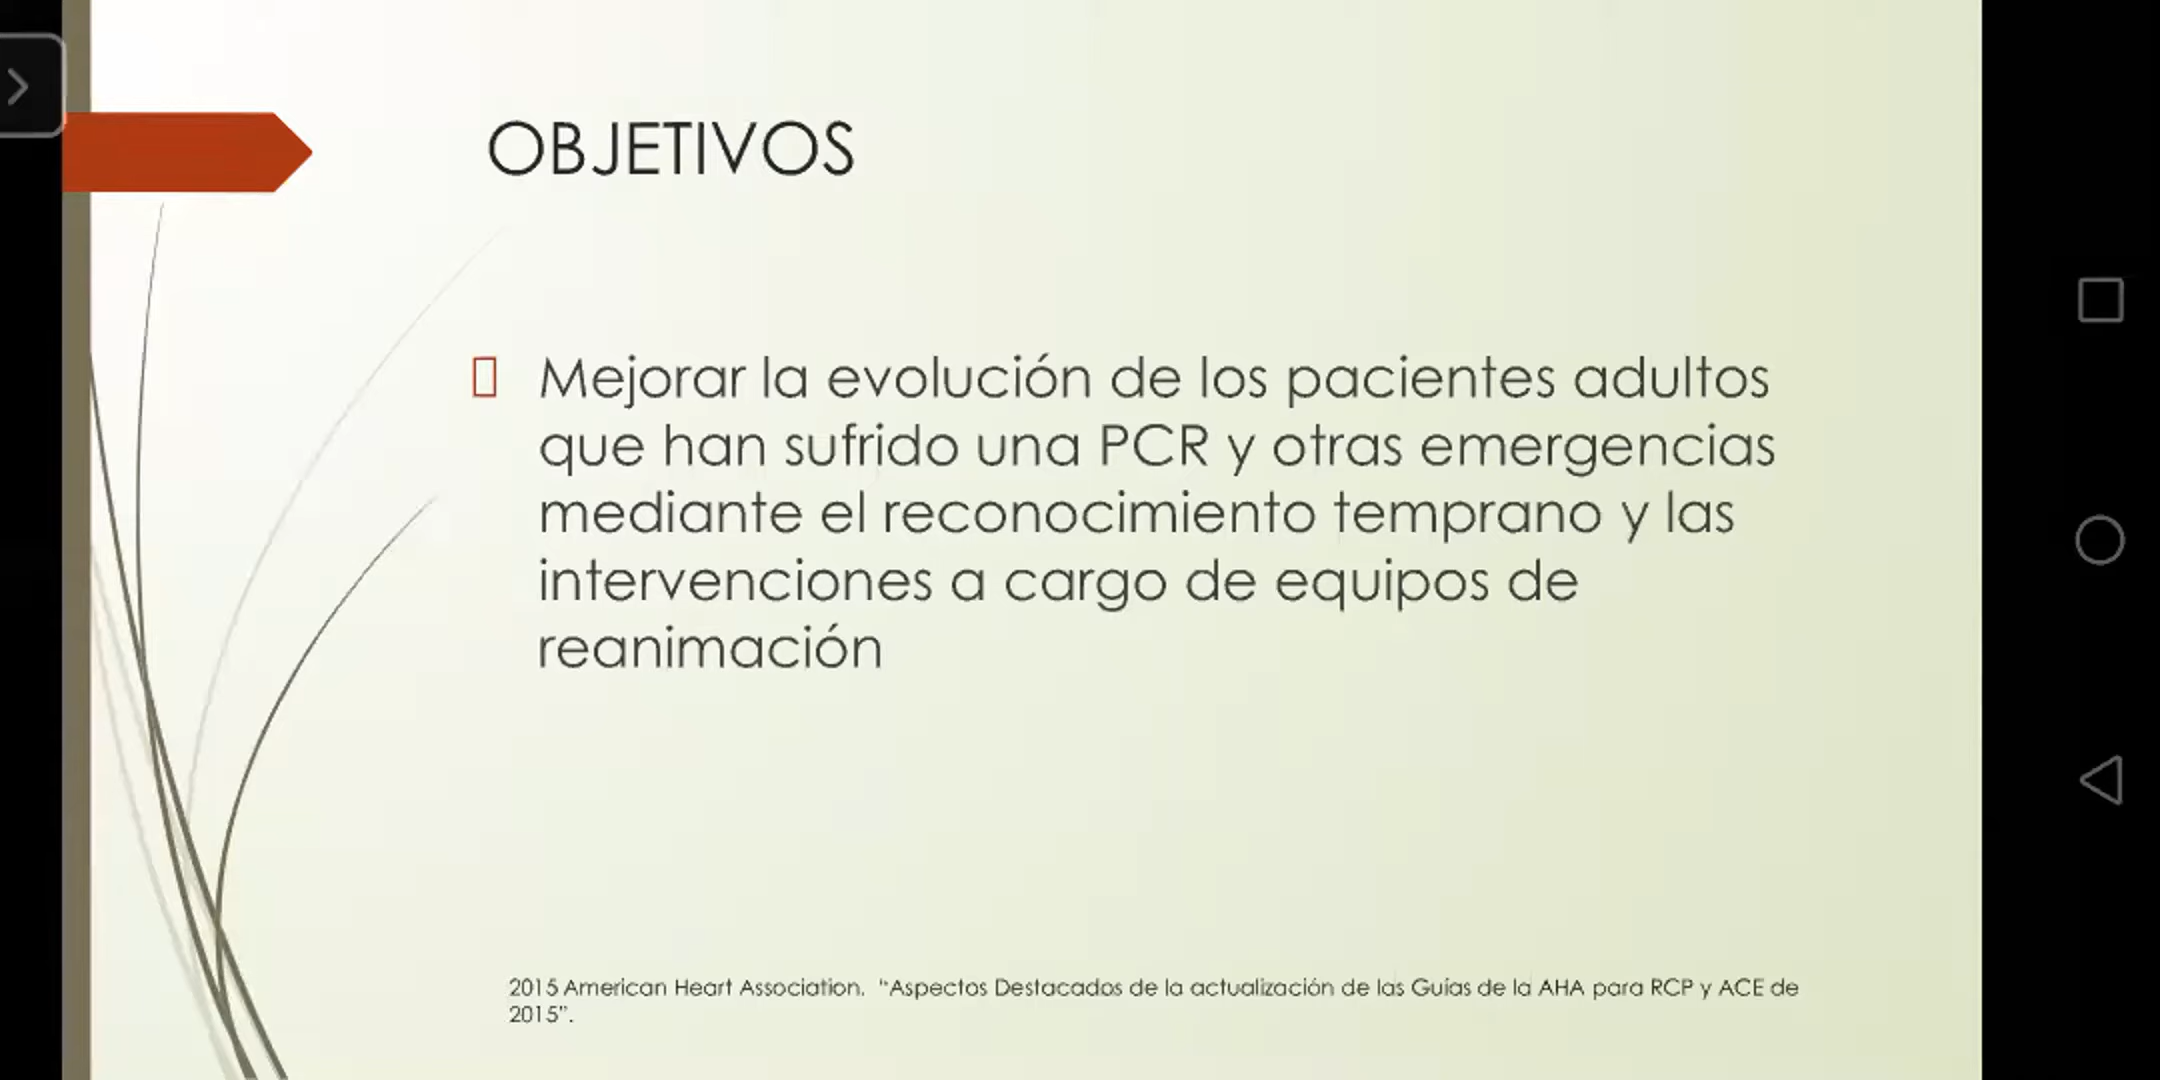 OBJETIVOS
Mejorar la evolución de los pacientes adultos
que han sufrido una PCR y otras emergencias
mediante el reconocimiento temprano y las
intervenciones a cargo de equipos de
reanimación
2015 American Heart Association.  “Aspectos Destacados de la actualización de las Guías de la AHA para RCP y ACE de
2015”.